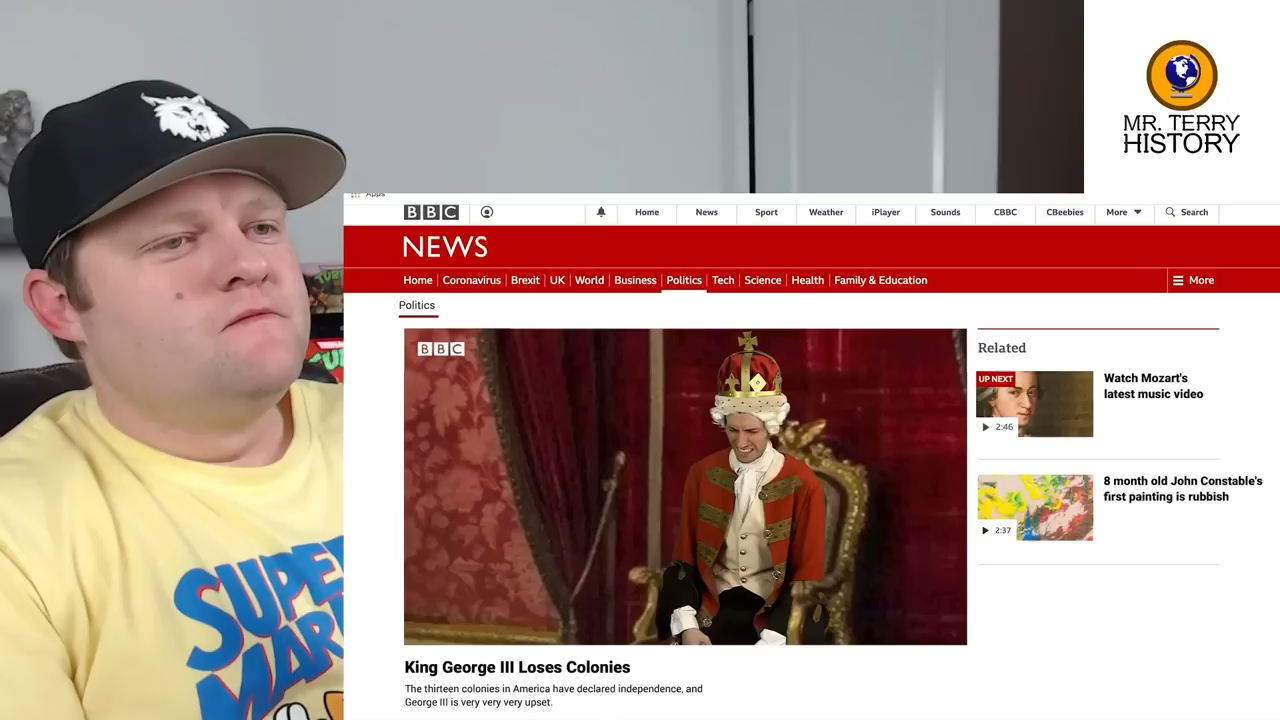 MR. TERRY
HISTORY
Apps
BBC
Home
News
Sport
Weather
iPlayer
Sounds
CBBC
CBeebies
More
Search
NEWS
Home
Coronavirus
Brexit
UK
World
Business
Politics
Tech
Science
Health
Family & Education
More
Politics
BBC
King George III Loses Colonies
The thirteen colonies in America have declared independence, and
George III is very very very upset.
Related
UP NEXT
2:46
Watch Mozart's
latest music video
2:37
8 month old John Constable's
first painting is rubbish
SUPE
MAR